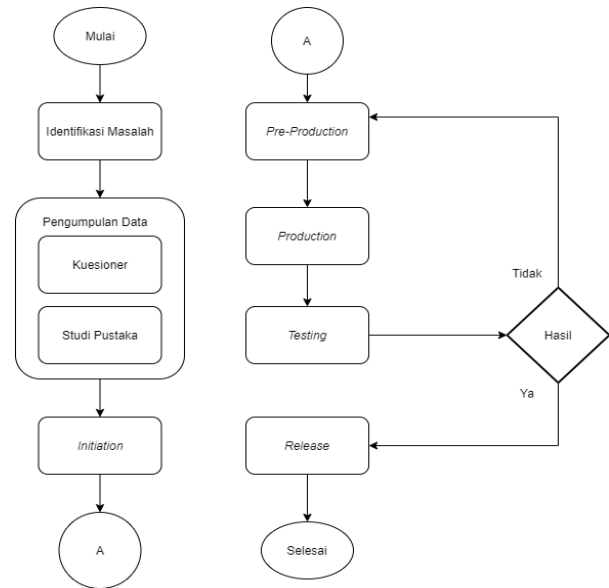 Mulai
Identifikasi Masalah
Pengumpulan Data
Kuesioner
Studi Pustaka
Initiation
A
A
Pre-Production
Production
Testing
Hasil
Tidak
Ya
Release
Selesai